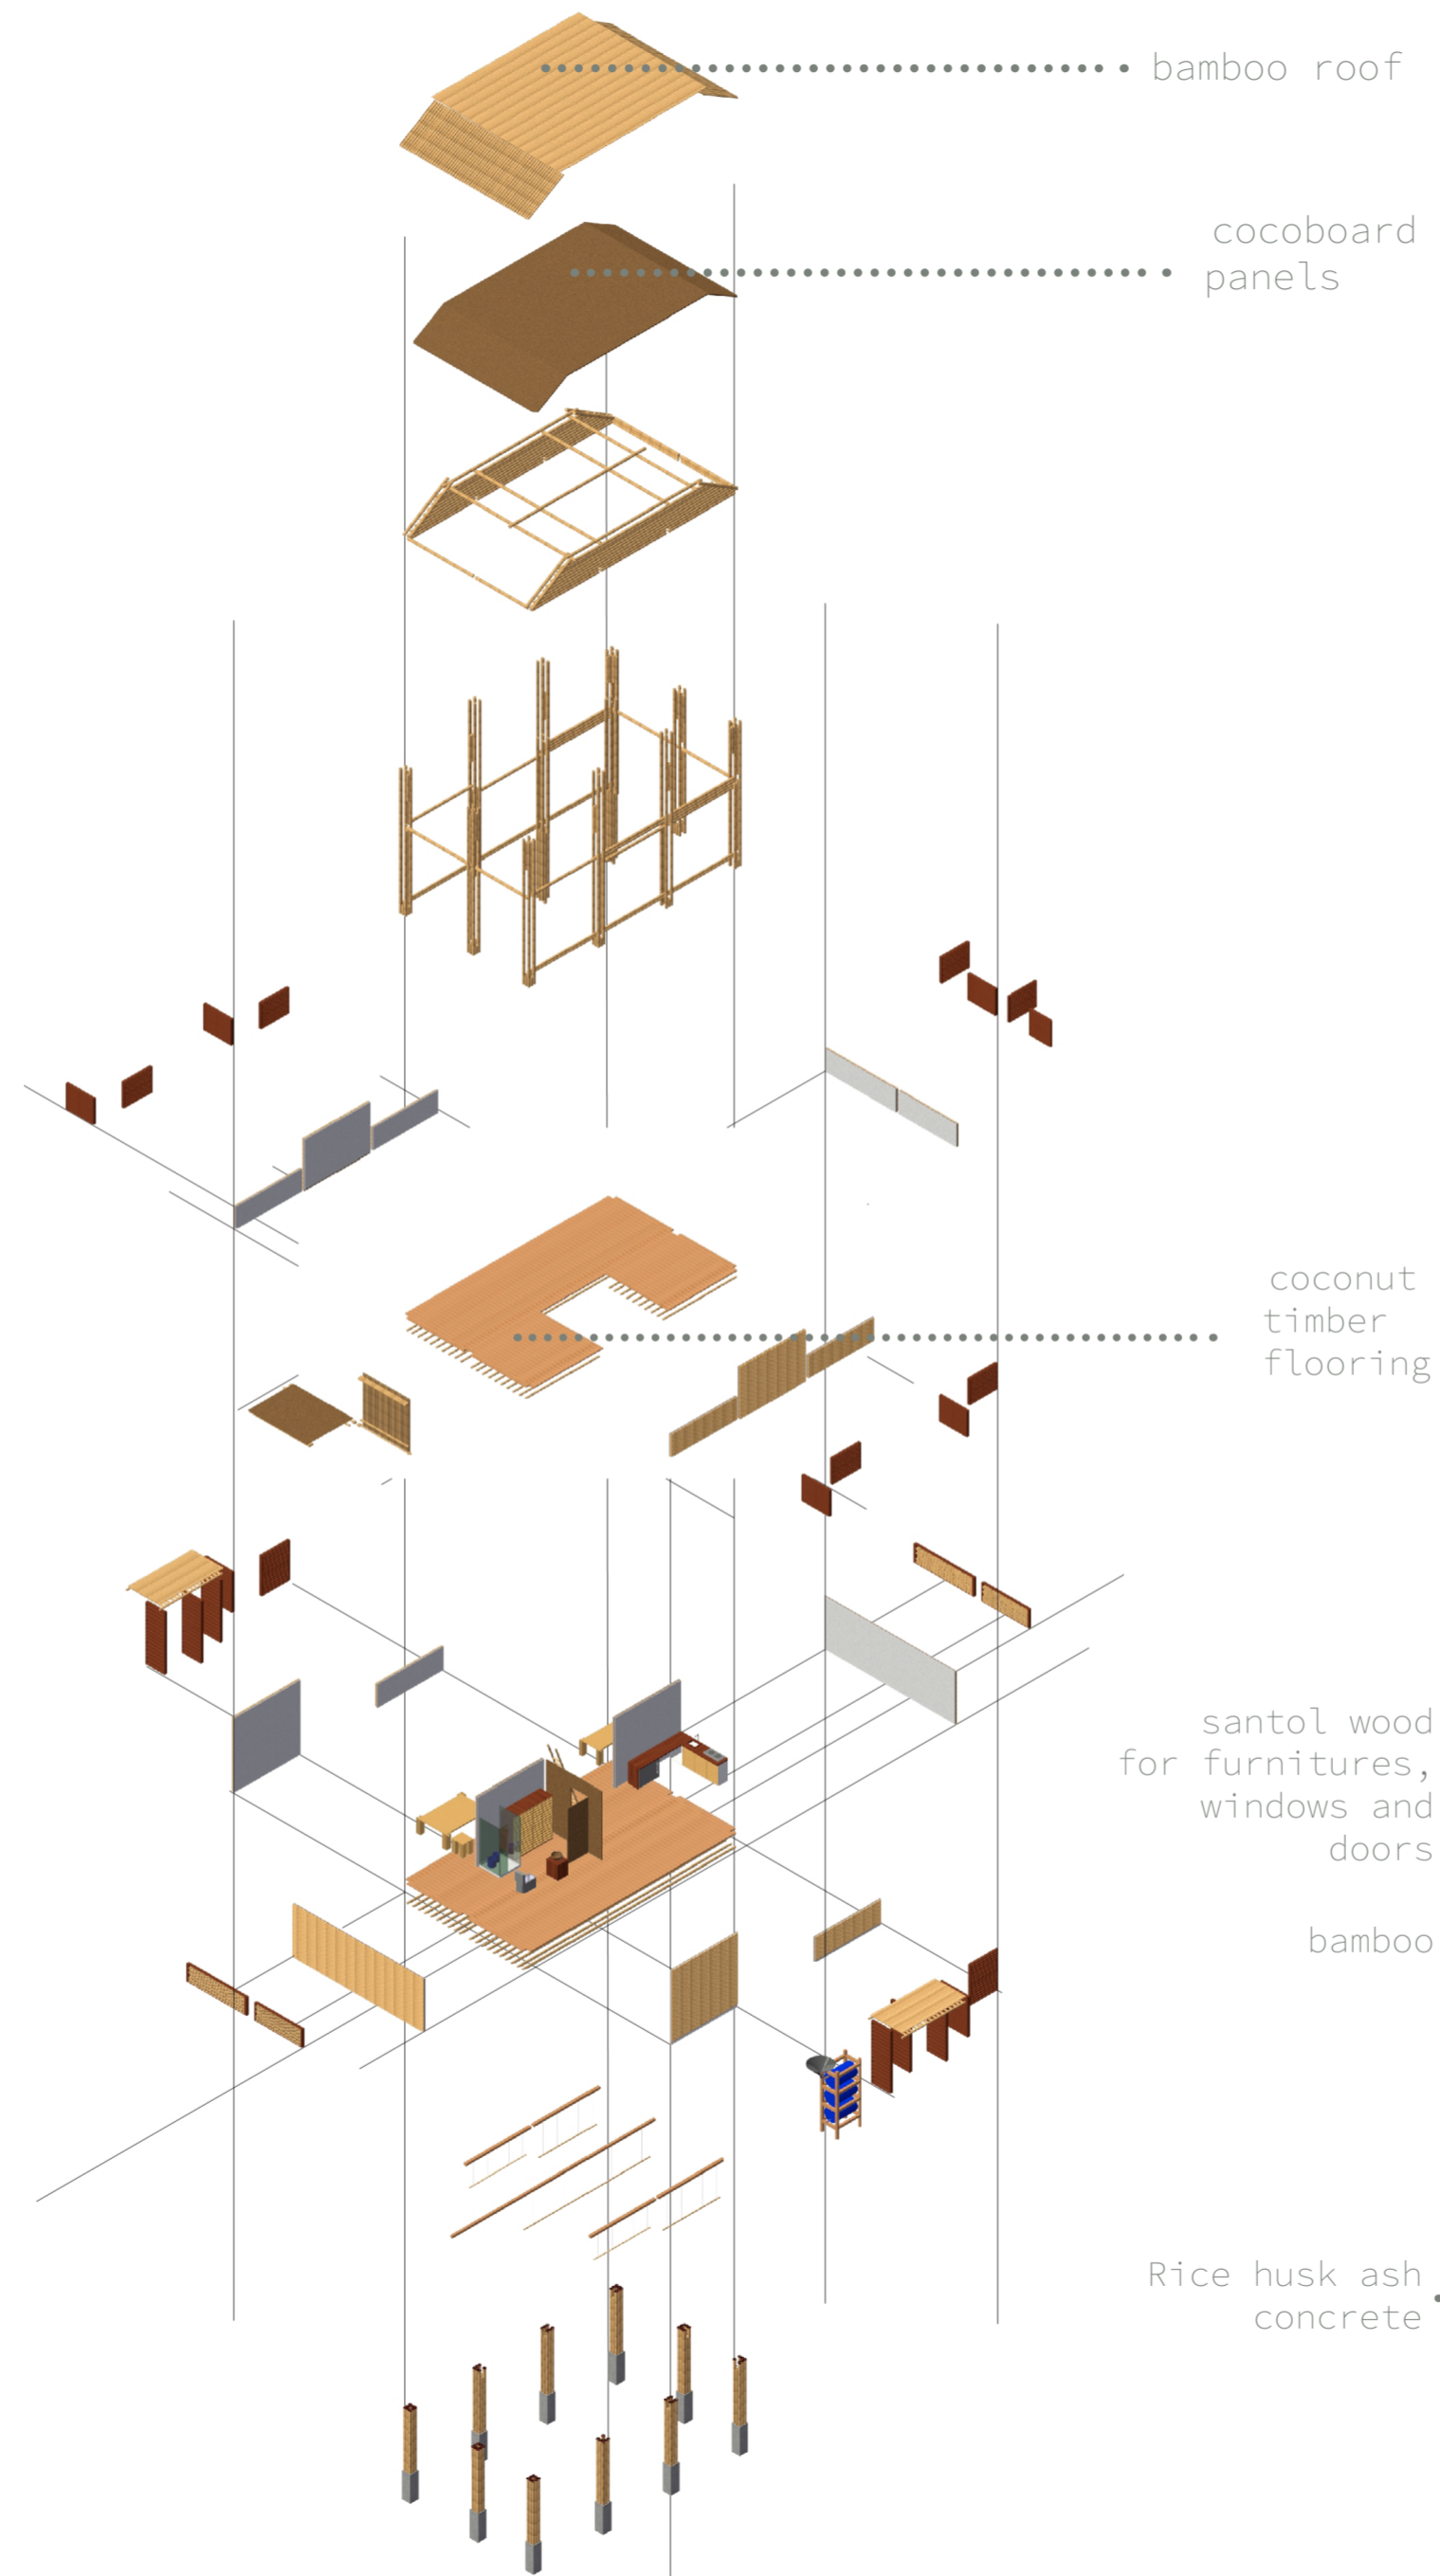 bamboo roof
cocoboard
panels
coconut
timber
flooring
santol wood
for furnitures,
windows and
doors
bamboo
Rice husk ash
concrete